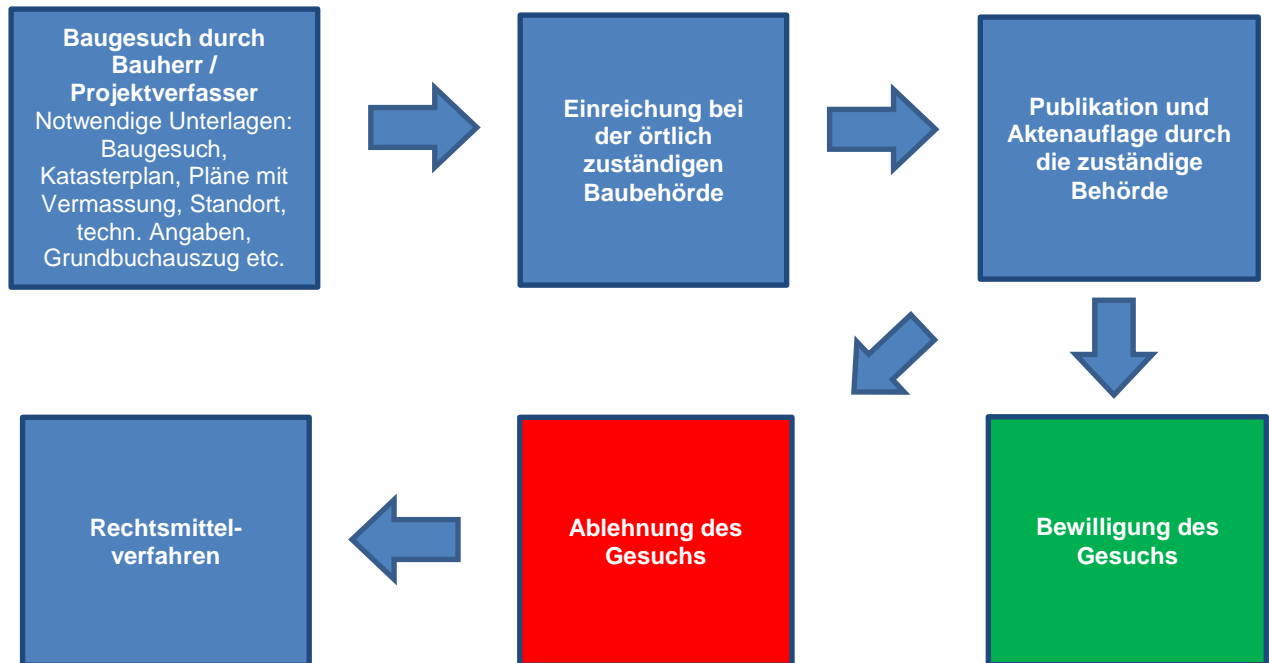 Baugesuch durch
Bauherr /
Projektverfasser
Notwendige Unterlagen:
Baugesuch,
Katasterplan, Pläne mit
Vermassung, Standort,
techn. Angaben,
Grundbuchauszug etc.
Einreichung bei
der örtlich
zuständigen
Baubehörde
Publikation und
Aktenauflage durch
die zuständige
Behörde
Rechtsmittel-
verfahren
Ablehnung des
Gesuchs
Bewilligung des
Gesuchs